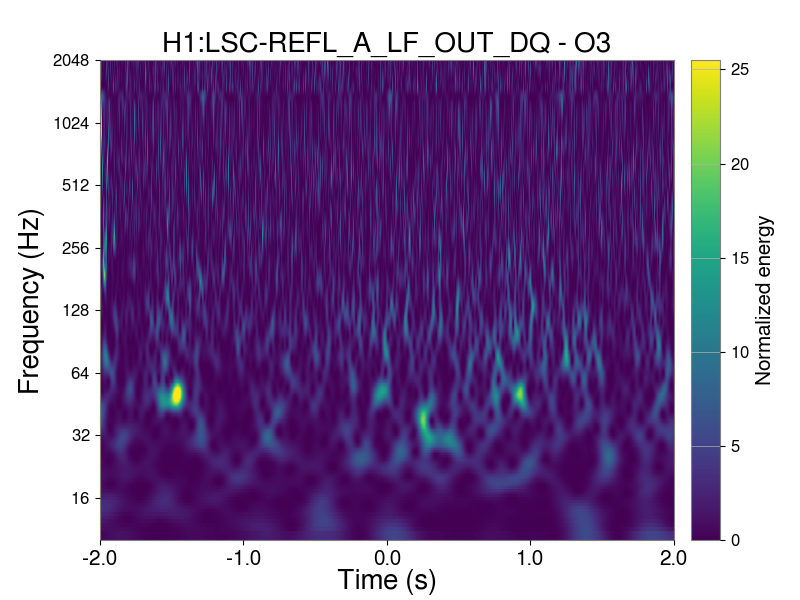 H1:LSC-REFL_A_LF_OUT_DQ - O3
2048
1024
512
256
128
64
32
16
Frequency (Hz)
-2.0 -1.0 0.0 1.0 2.0
Time (s)
25
20
15
10
5
0
Normalized energy